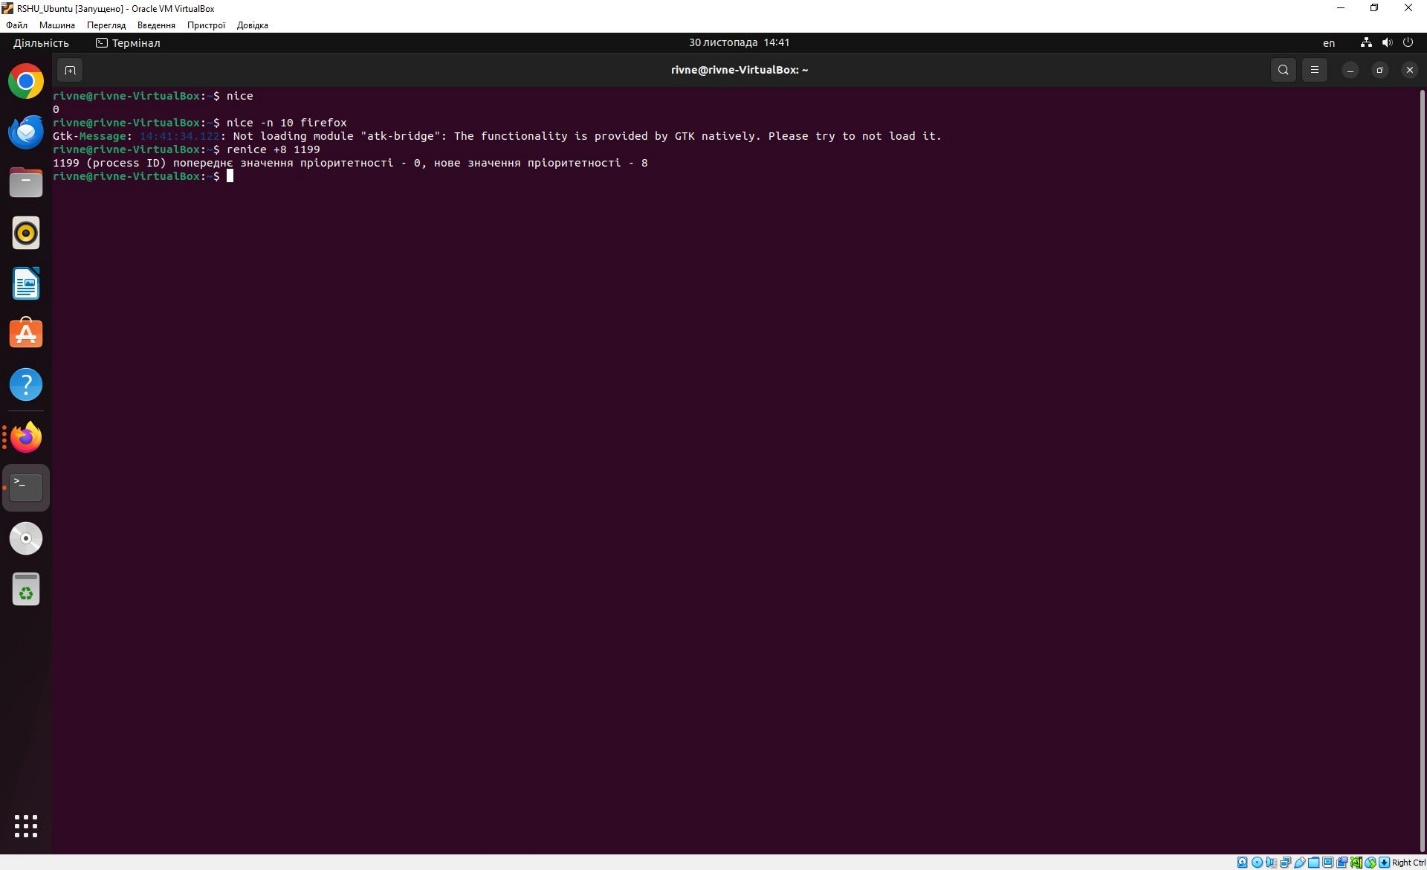 RSHU_Ubuntu [Запущено] - Oracle VM VirtualBox
Файл Машина Перегляд Введення Пристрої Довідка
Діяльність Термінал 30 листопада 14:41 en
rivne@rivne-VirtualBox: ~
rivne@rivne-VirtualBox:~$ nice
0
rivne@rivne-VirtualBox:~$ nice -n 10 firefox
Gtk-Message: 14:41:34.122: Not loading module "atk-bridge": The functionality is provided by GTK natively. Please try to not load it.
rivne@rivne-VirtualBox:~$ renice +8 1199
1199 (process ID) попереднє значення пріоритетності - 0, нове значення пріоритетності - 8
rivne@rivne-VirtualBox:~$
Right Ctrl